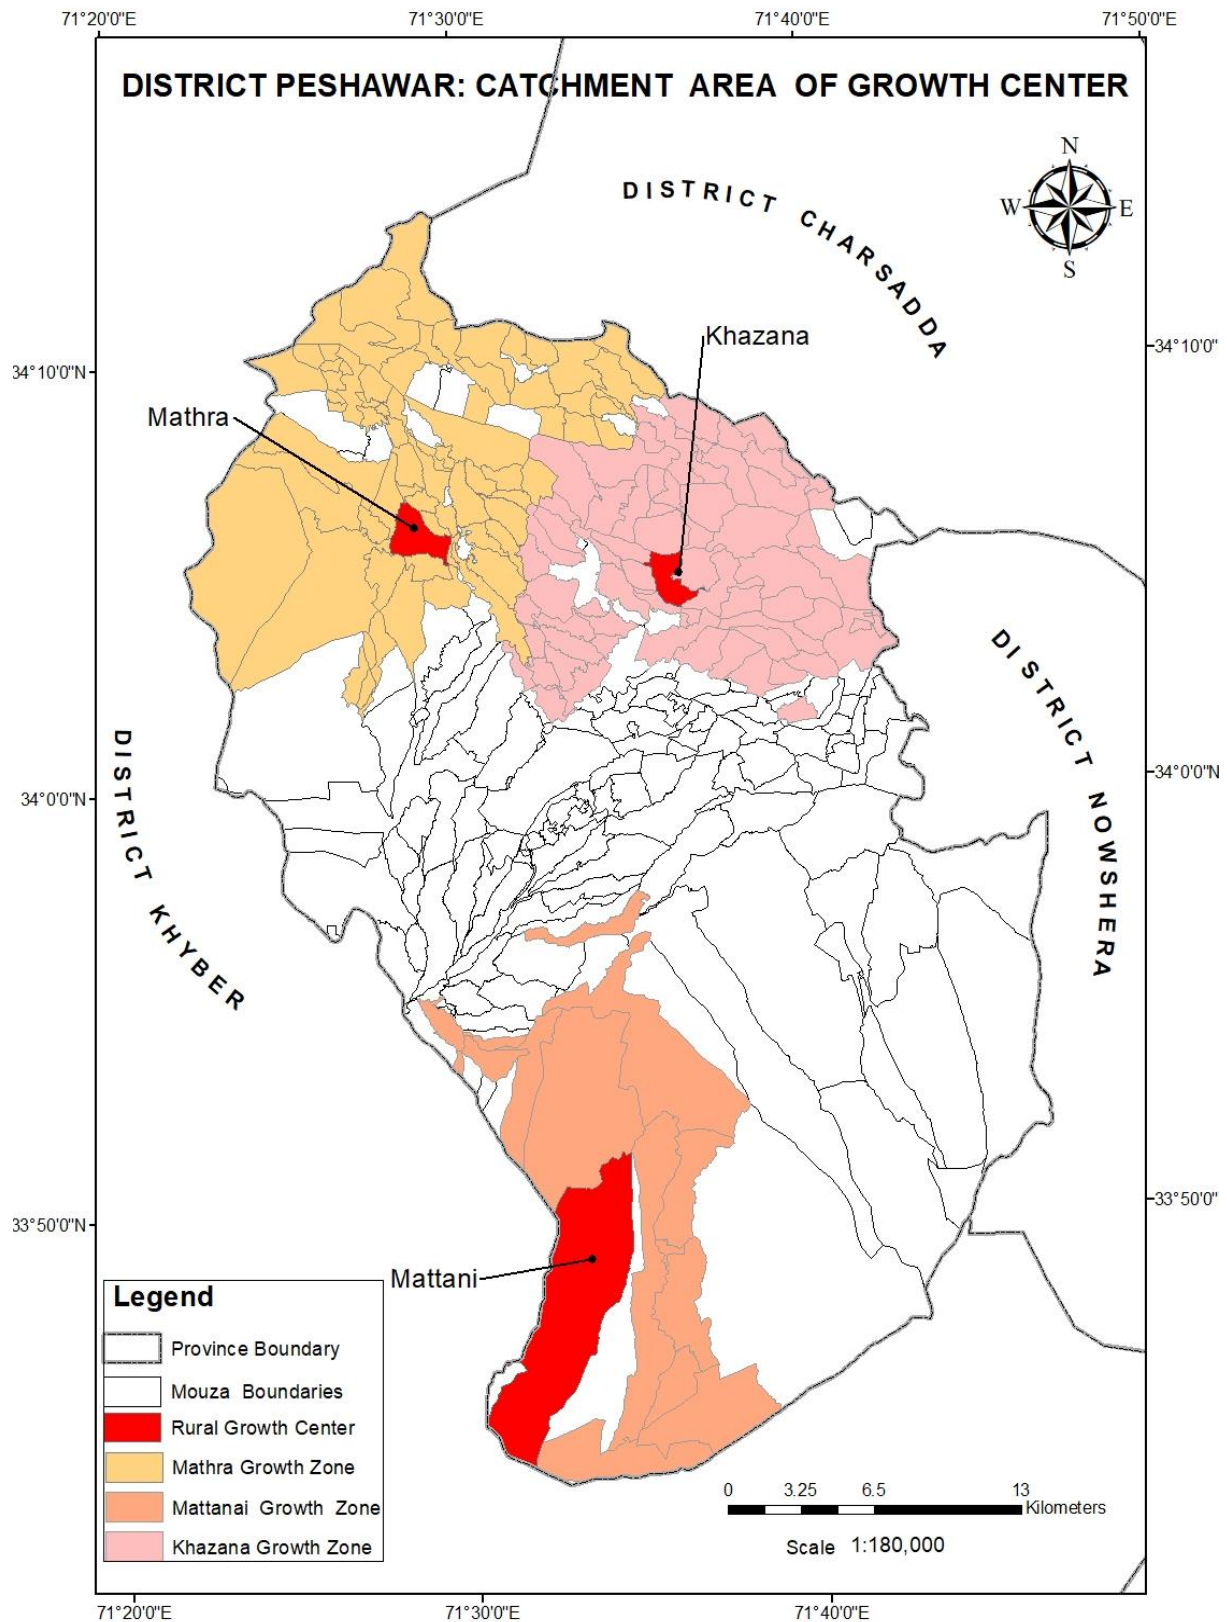 71°20'0"E 71°30'0"E 71°40'0"E 71°50'0"E
DISTRICT PESHAWAR: CATCHMENT AREA OF GROWTH CENTER
N
W E
S
DISTRICT CHARSADDA
Khazana
34°10'0"N
34°10'0"N
Mathra
DISTRICT NOWSHERA
DISTRICT KHYBER
34°0'0"N
34°0'0"N
33°50'0"N
33°50'0"
Mattani
Legend
Province Boundary
Mouza Boundaries
Rural Growth Center
Mathra Growth Zone
Mattanai Growth Zone
Khazana Growth Zone
0 3.25 6.5 13
Kilometers
Scale 1:180,000
71°20'0"E 71°30'0"E 71°40'0"E